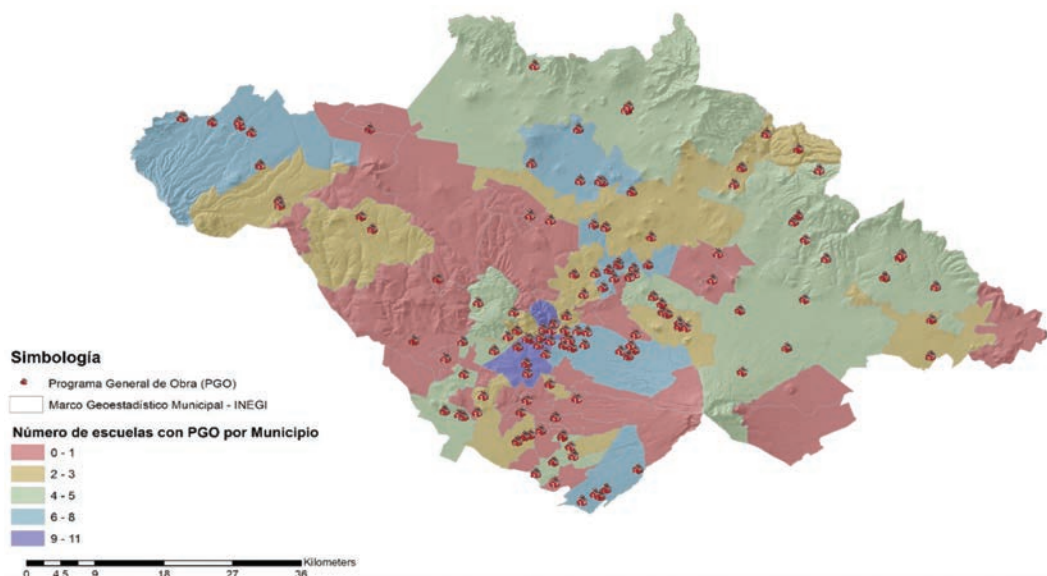 Simbología
Programa General de Obra (PGO)
Marco Geoestadístico Municipal - INEGI
Número de escuelas con PGO por Municipio
0 - 1
2 - 3
4 - 5
6 - 8
9 - 11
Kilometers
0 4.5 9 18 27 36